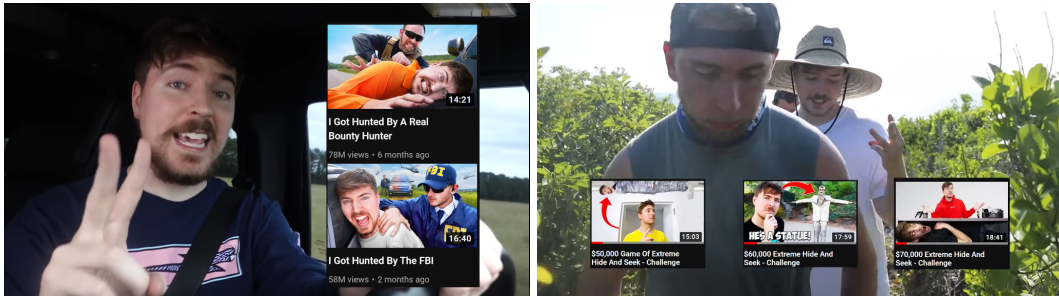 14:21
I Got Hunted By A Real
Bounty Hunter
78M views • 6 months ago
FBI
16:40
I Got Hunted By The FBI
58M views • 2 months ago
15:03
$50,000 Game Of Extreme
Hide And Seek - Challenge
HE'S A STATUE!
17:59
$60,000 Extreme Hide And
Seek - Challenge
18:41
$70,000 Extreme Hide And
Seek - Challenge